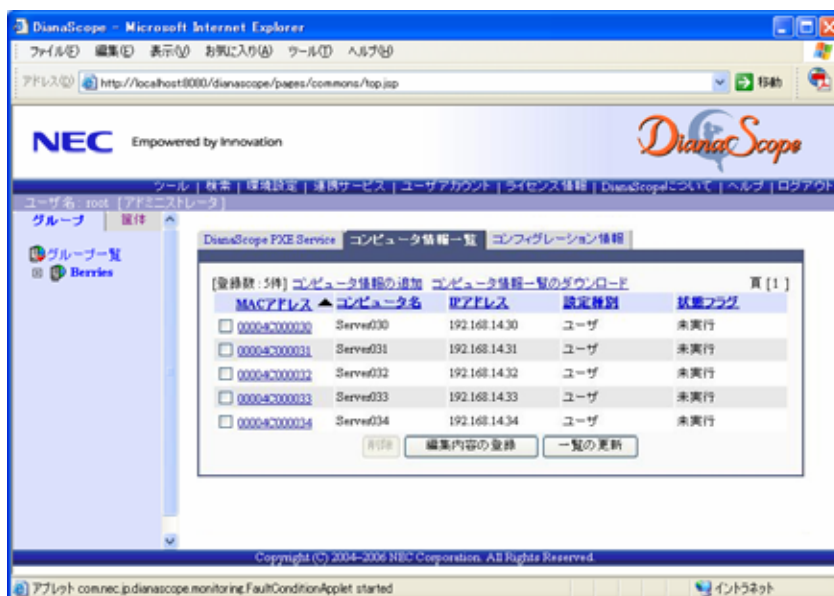 DianaScope - Microsoft Internet Explorer
ファイル(F) 編集(E) 表示(V) お気に入り(A) ツール(T) ヘルプ(H)
アドレス(D) http://localhost:8080/dianascope/pages/commons/top.jsp 移動
NEC Empowered by Innovation DianaScope
ツール | 検索 | 環境設定 | 連携サービス | ユーザアカウント | ライセンス情報 | DianaScopeについて | ヘルプ | ログアウト
ユーザ名: root [アドミニストレータ]
グループ 筐体
グループ一覧
Berries
DianaScope PXE Service コンピュータ情報一覧 コンフィグレーション情報
[登録数:5件] コンピュータ情報の追加 コンピュータ情報一覧のダウンロード 頁 [1 ]
MACアドレス ▲ コンピュータ名 IPアドレス 設定種別 状態フラグ
00004C000030 Server030 192.168.14.30 ユーザ 未実行
00004C000031 Server031 192.168.14.31 ユーザ 未実行
00004C000032 Server032 192.168.14.32 ユーザ 未実行
00004C000033 Server033 192.168.14.33 ユーザ 未実行
00004C000034 Server034 192.168.14.34 ユーザ 未実行
削除 編集内容の登録 一覧の更新
Copyright (C) 2004-2006 NEC Corporation. All Rights Reserved.
アプレット com.nec.jp.dianascope.monitoring.FaultConditionApplet started イントラネット